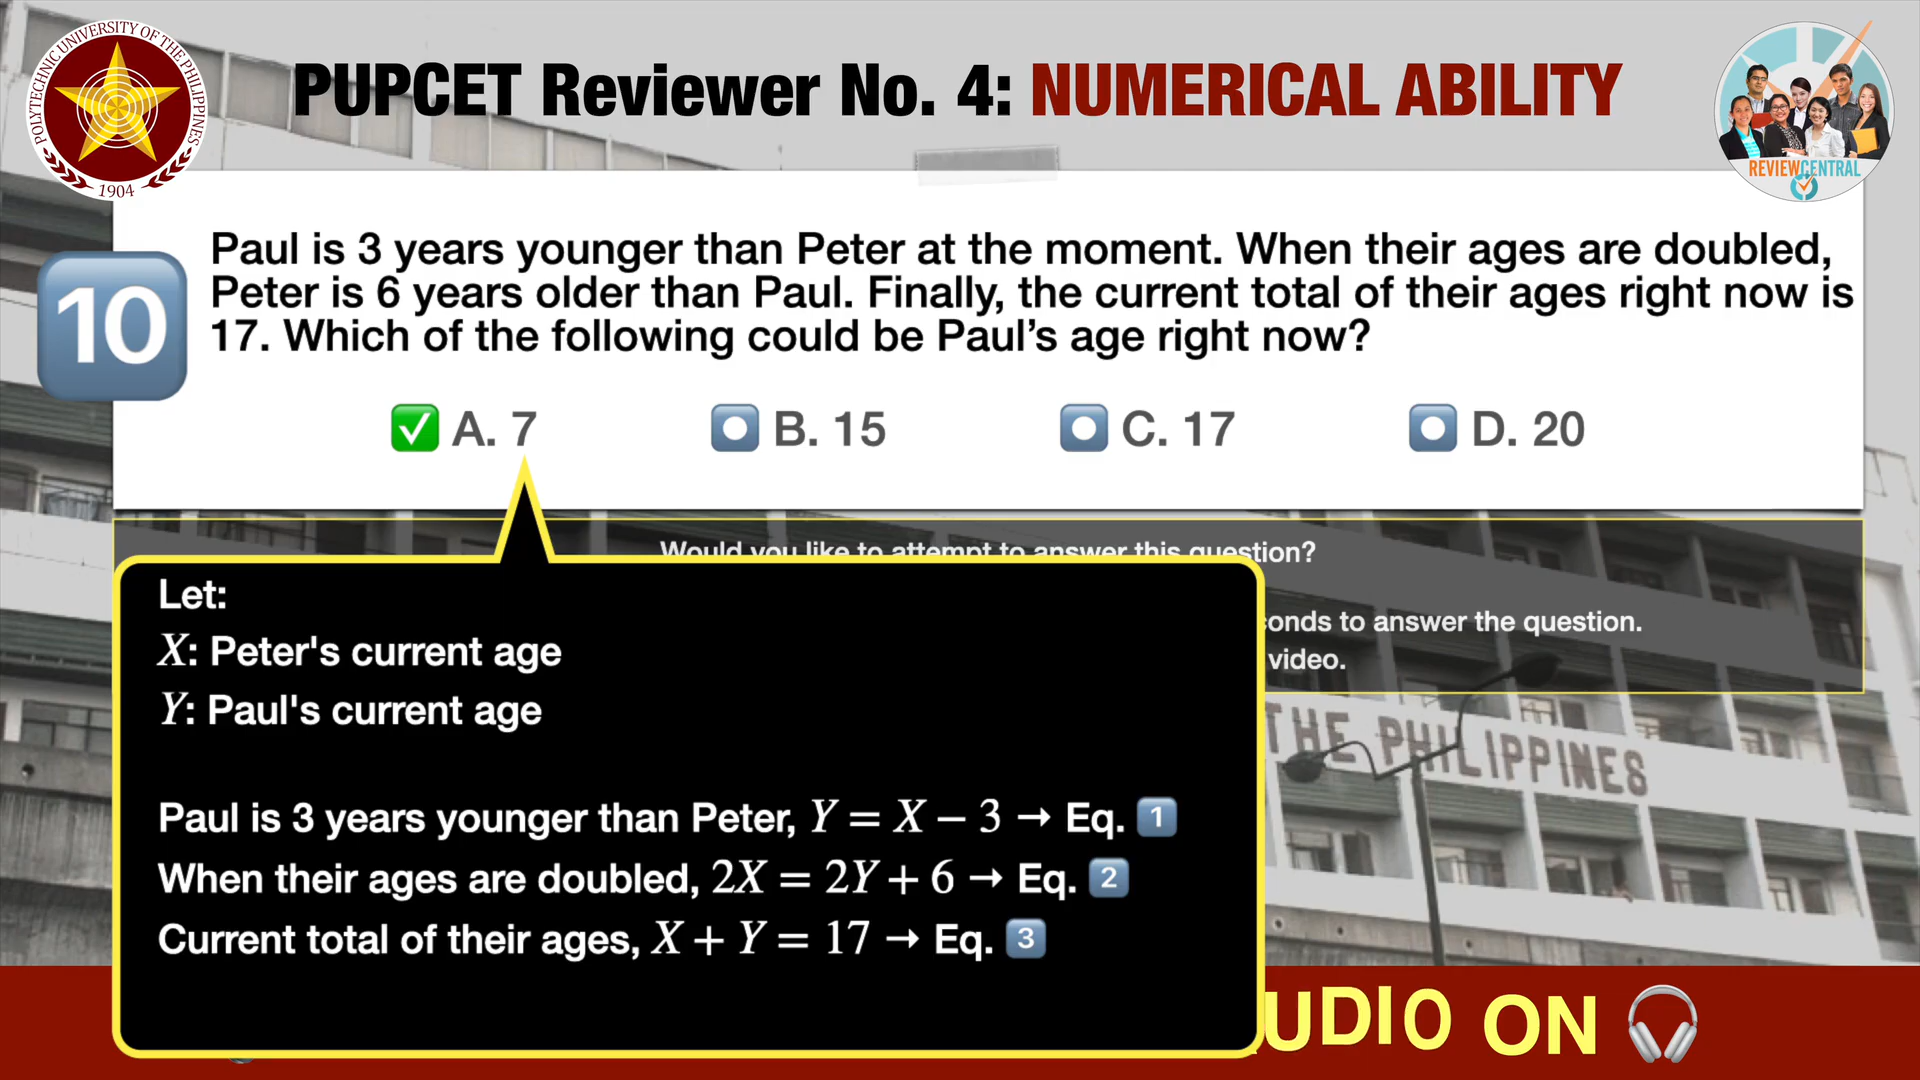 PUPCET Reviewer No. 4: NUMERICAL ABILITY
POLYTECHNIC UNIVERSITY OF THE PHILIPPINES
1904
REVIEWCENTRAL
10
Paul is 3 years younger than Peter at the moment. When their ages are doubled,
Peter is 6 years older than Paul. Finally, the current total of their ages right now is
17. Which of the following could be Paul’s age right now?
A. 7 B. 15 C. 17 D. 20
Would you like to attempt to answer this question?
to answer the question.
video.
Let:
X: Peter's current age
Y: Paul's current age
Paul is 3 years younger than Peter, Y = X − 3 → Eq. 1
When their ages are doubled, 2X = 2Y + 6 → Eq. 2
Current total of their ages, X + Y = 17 → Eq. 3
THE PHILIPPINES
UDIO ON